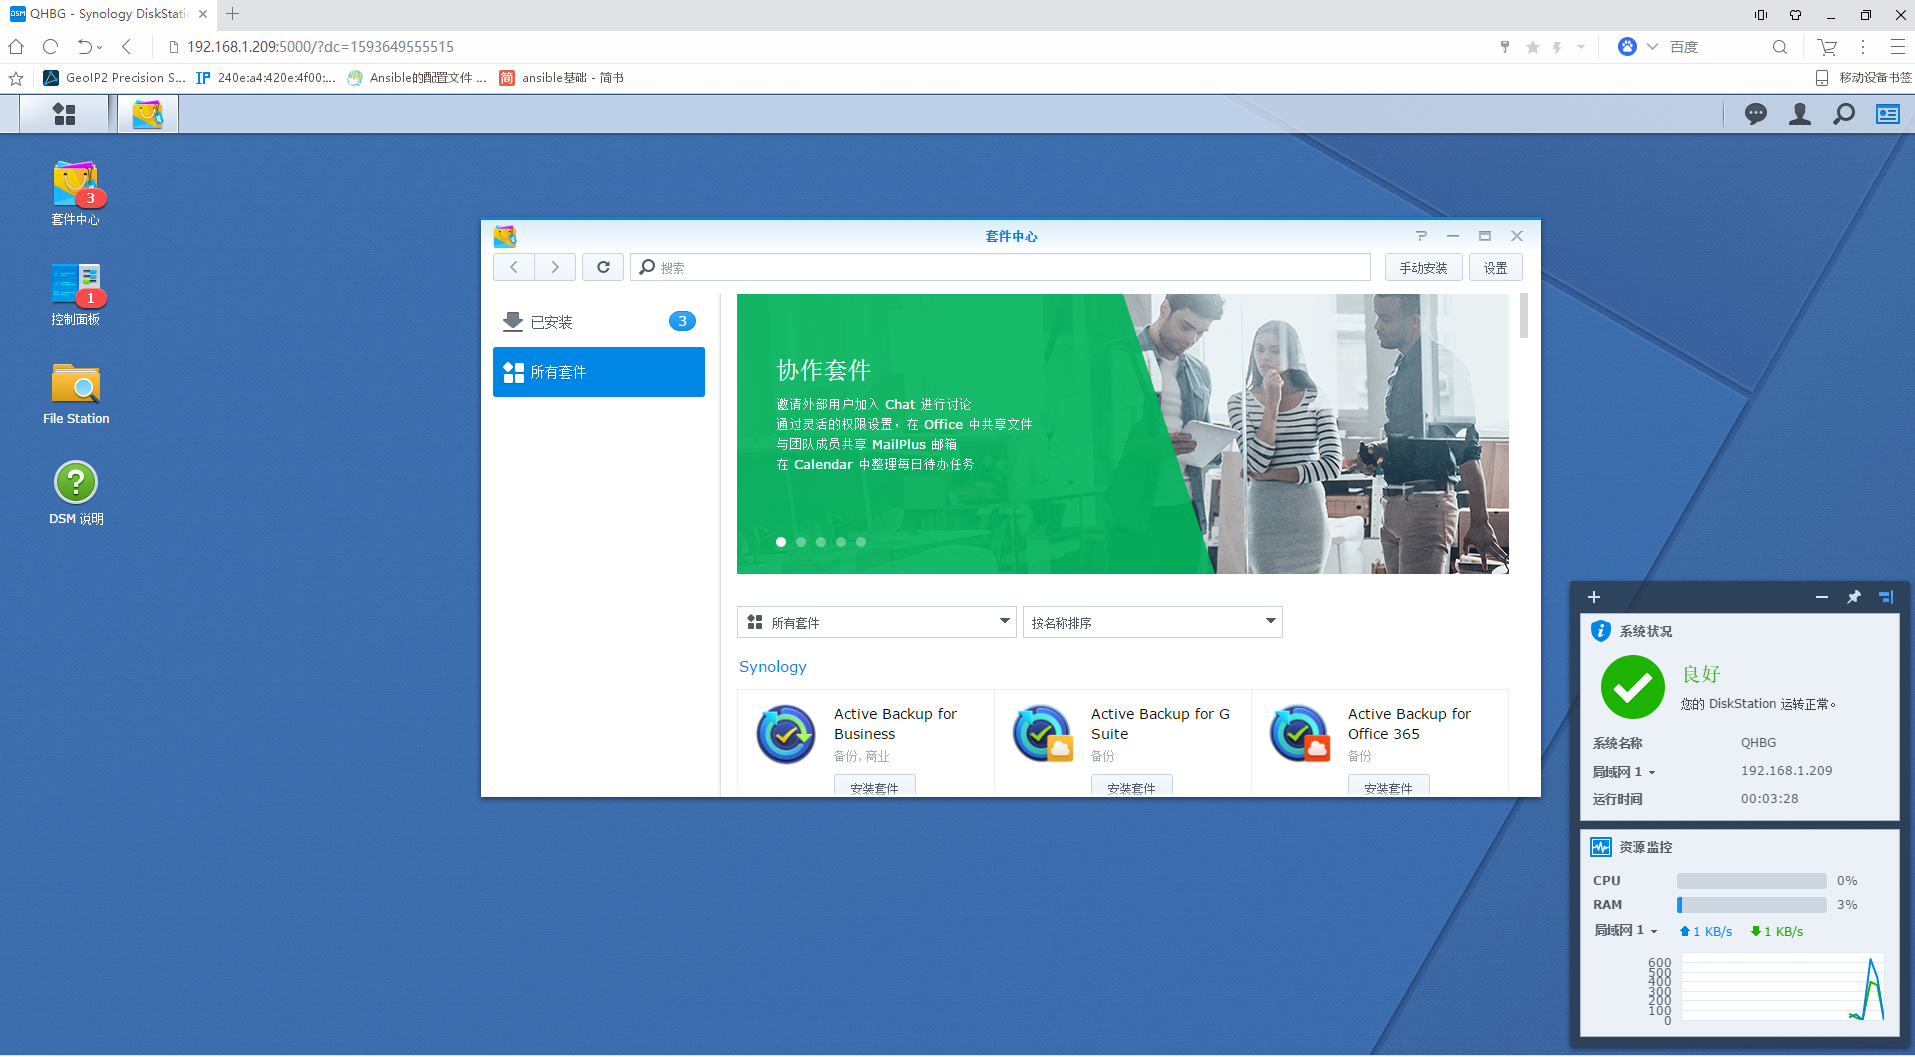 QHBG - Synology DiskStati
192.168.1.209:5000/?dc=1593649555515
百度
GeoIP2 Precision S...
IP
240e:a4:420e:4f00:...
Ansible的配置文件 ...
简
ansible基础 - 简书
移动设备书签
3
套件中心
1
控制面板
File Station
DSM 说明
套件中心
搜索
手动安装
设置
已安装
3
所有套件
协作套件
邀请外部用户加入 Chat 进行讨论
通过灵活的权限设置，在 Office 中共享文件
与团队成员共享 MailPlus 邮箱
在 Calendar 中整理每日待办任务
所有套件
按名称排序
Synology
Active Backup for
Business
备份, 商业
安装套件
Active Backup for G
Suite
备份
安装套件
Active Backup for
Office 365
备份
安装套件
系统状况
良好
您的 DiskStation 运转正常。
系统名称 QHBG
局域网 1 192.168.1.209
运行时间 00:03:28
资源监控
CPU 0%
RAM 3%
局域网 1 1 KB/s 1 KB/s
600
500
400
300
200
100
0